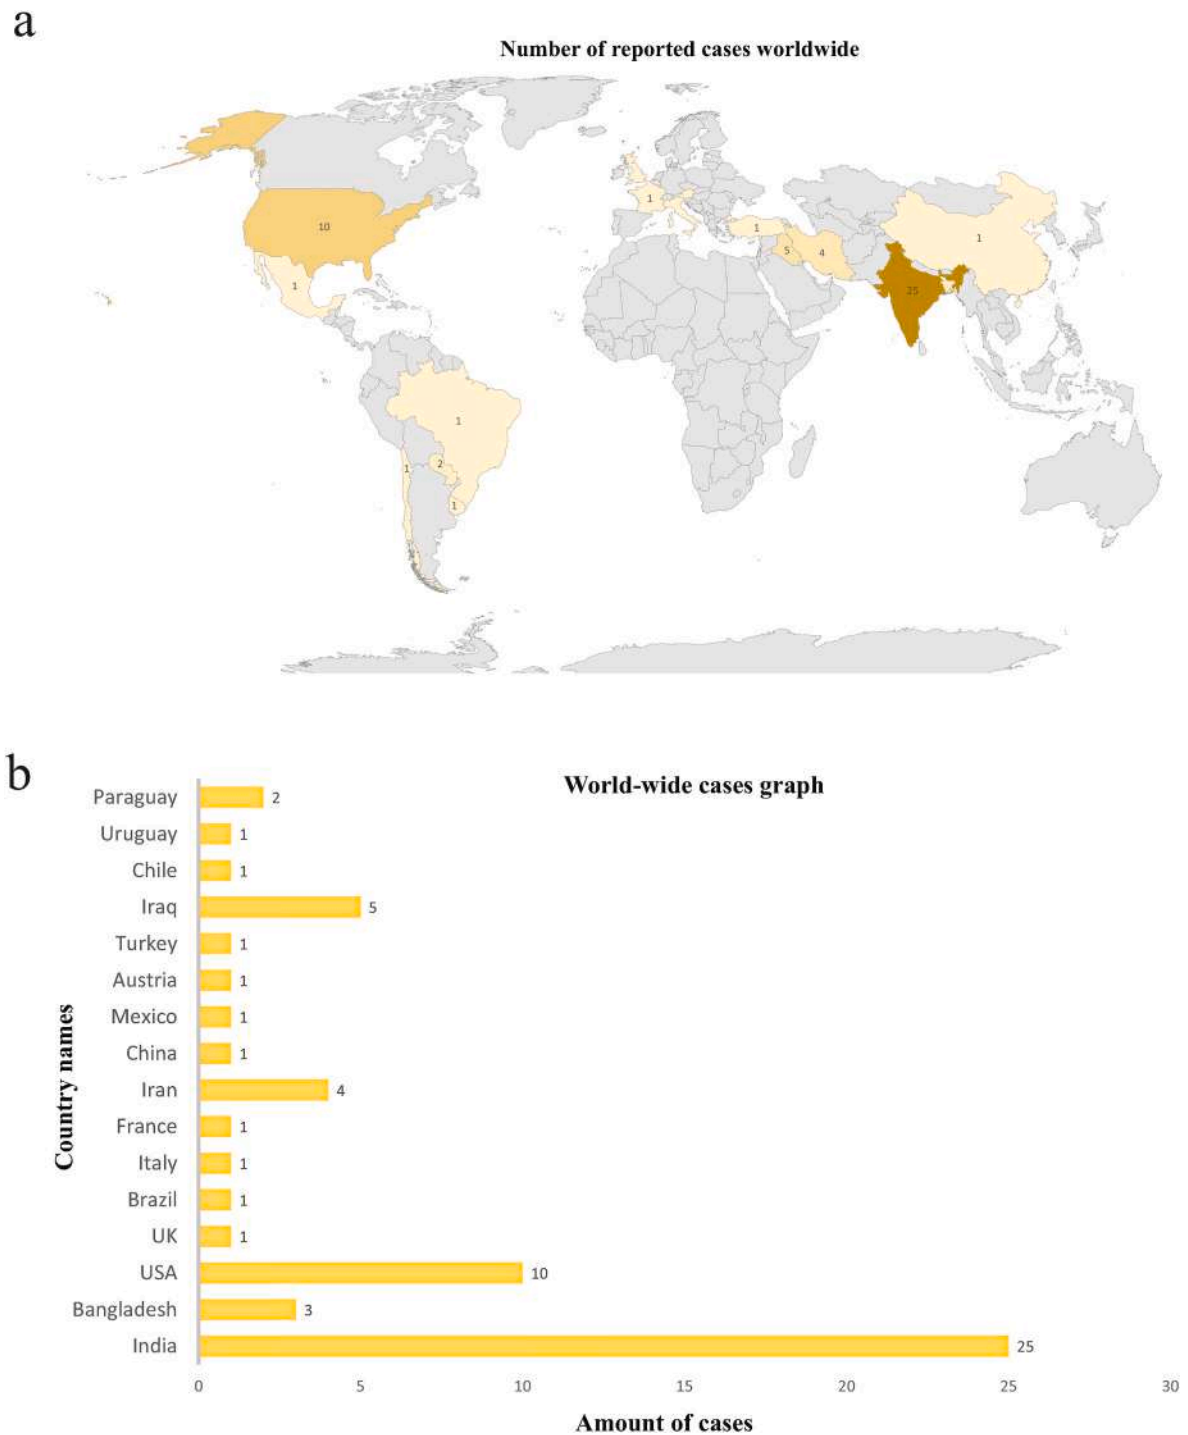 a
Number of reported cases worldwide
10
1
1
1
5
4
1
25
1
1
2
1
b
World-wide cases graph
Paraguay 2
Uruguay 1
Chile 1
Iraq 5
Turkey 1
Austria 1
Mexico 1
China 1
Iran 4
France 1
Italy 1
Brazil 1
UK 1
USA 10
Bangladesh 3
India 25
Country names
0 5 10 15 20 25 30
Amount of cases